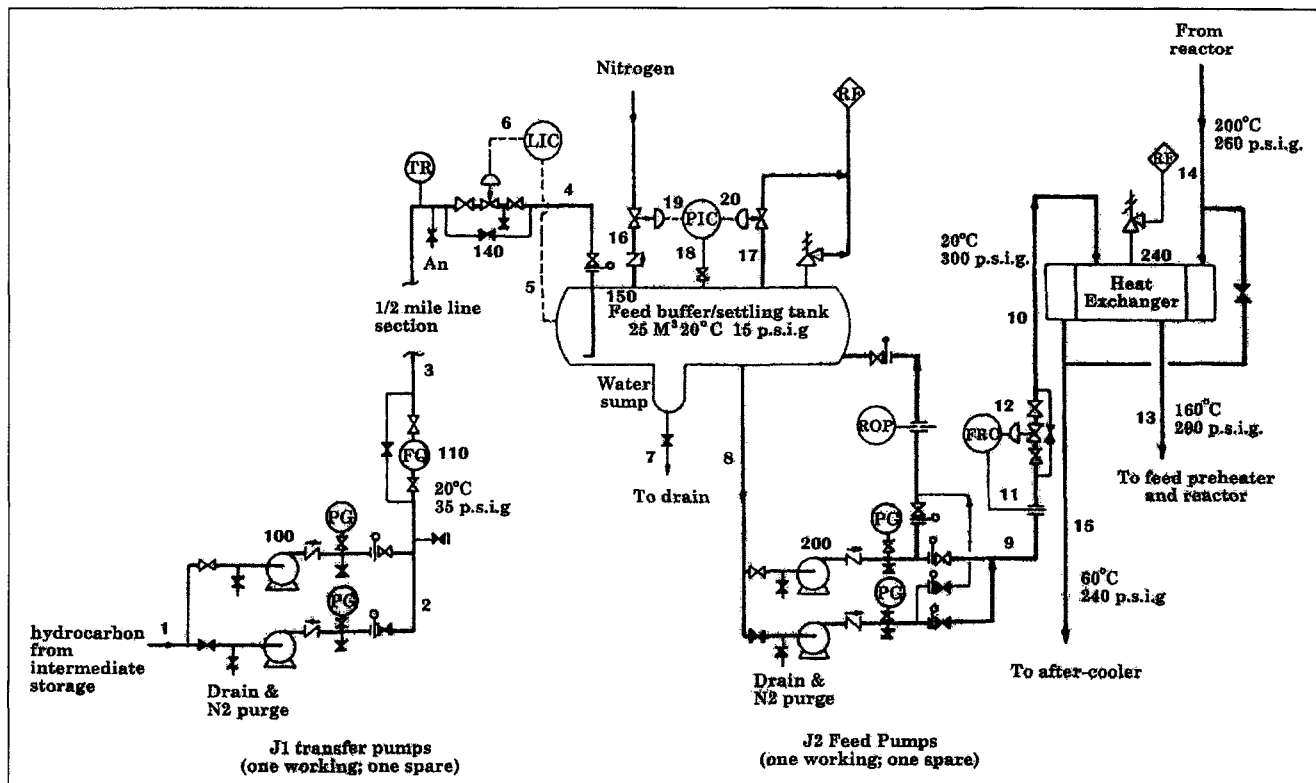 From
reactor
Nitrogen
RF
200°C
260 p.s.i.g.
14
6
LIC
TR
4
19
20
PIC
16
18
17
RF
An
140
5
150
20°C
300 p.s.i.g.
240
Heat
Exchanger
10
1/2 mile line
section
Feed buffer/settling tank
25 M³ 20°C 15 p.s.i.g
3
Water
sump
FQ
110
20°C
35 p.s.i.g
ROP
12
FRC
13
160°C
280 p.s.i.g.
7
8
To drain
To feed preheater
and reactor
11
PG
100
PG
200
9
15
2
PG
PG
60°C
240 p.s.i.g
hydrocarbon
from
intermediate
storage
1
To after-cooler
Drain &
N2 purge
Drain &
N2 purge
J1 transfer pumps
(one working; one spare)
J2 Feed Pumps
(one working; one spare)